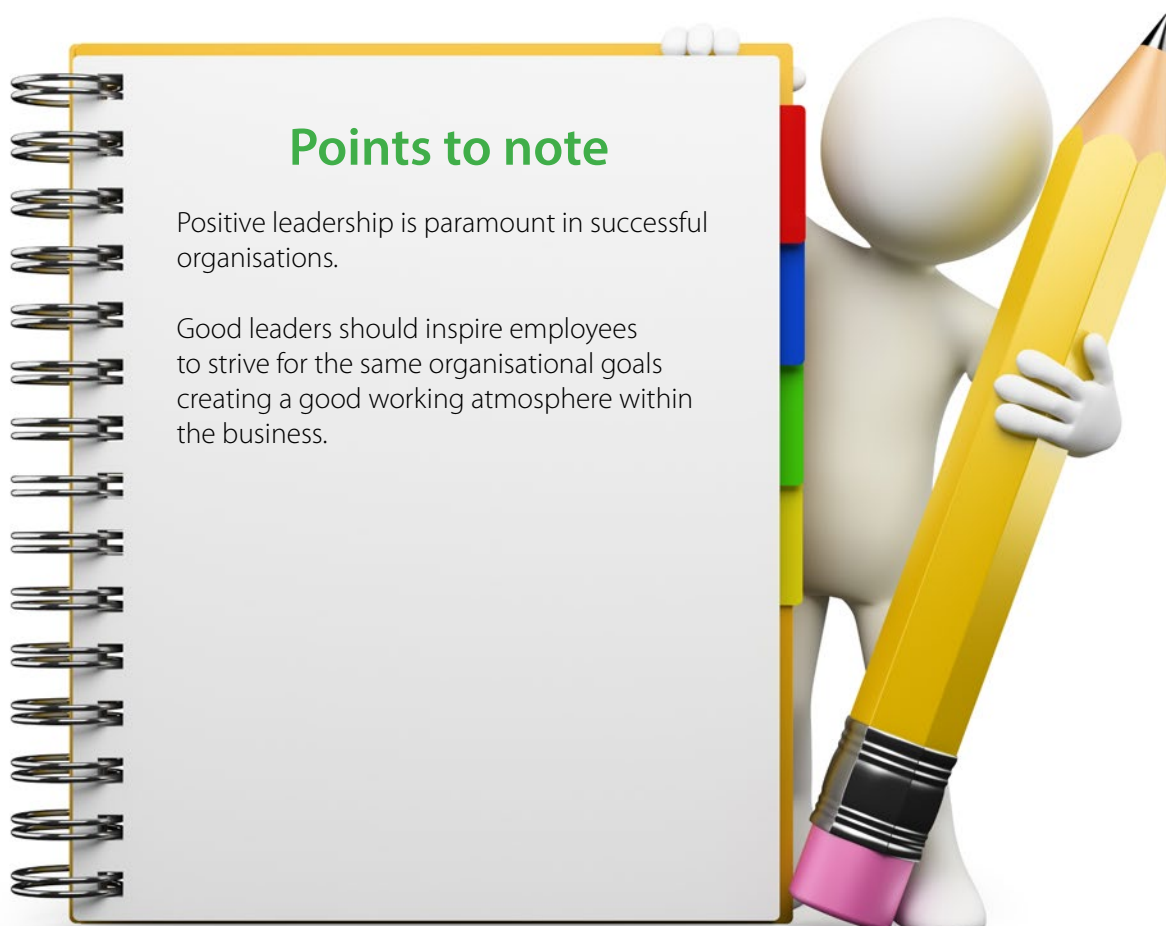 Points to note
Positive leadership is paramount in successful
organisations.
Good leaders should inspire employees
to strive for the same organisational goals
creating a good working atmosphere within
the business.